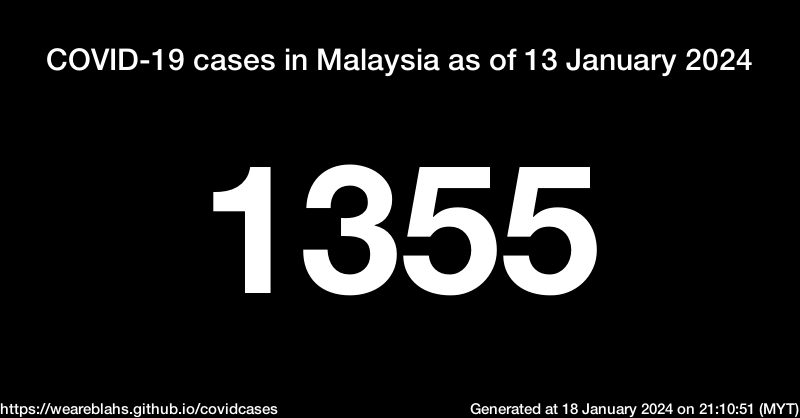 COVID-19 cases in Malaysia as of 13 January 2024
1355
https://weareblahs.github.io/covidcases
Generated at 18 January 2024 on 21:10:51 (MYT)